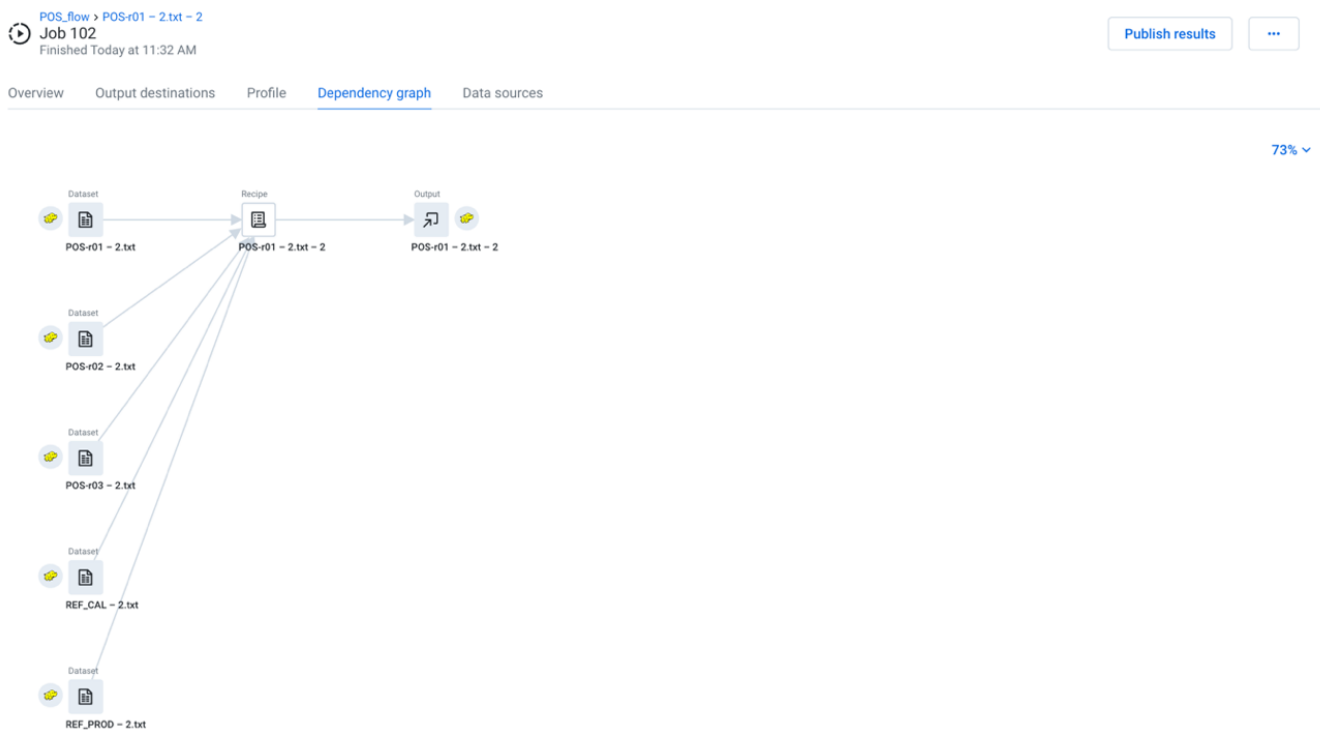 POS_flow > POS-r01 – 2.txt – 2
Job 102
Finished Today at 11:32 AM
Publish results
...
Overview Output destinations Profile Dependency graph Data sources
73%
Dataset Recipe Output
POS-r01 – 2.txt POS-r01 – 2.txt – 2 POS-r01 – 2.txt – 2
Dataset
POS-r02 – 2.txt
Dataset
POS-r03 – 2.txt
Dataset
REF_CAL – 2.txt
Dataset
REF_PROD – 2.txt